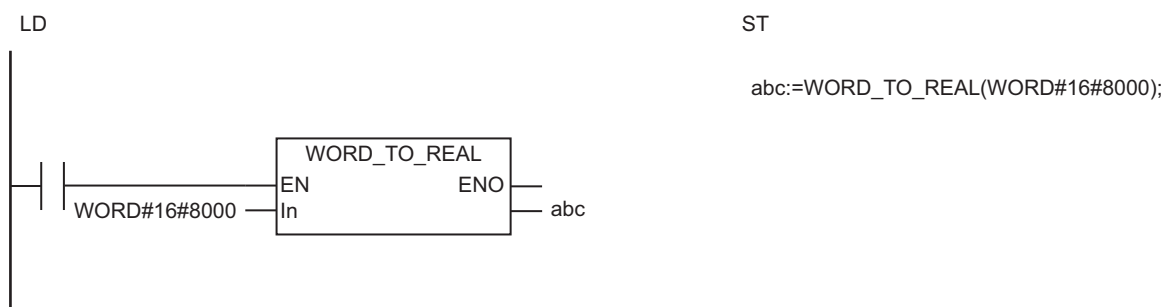 LD
ST
abc:=WORD_TO_REAL(WORD#16#8000);
WORD_TO_REAL
EN ENO
WORD#16#8000 In abc